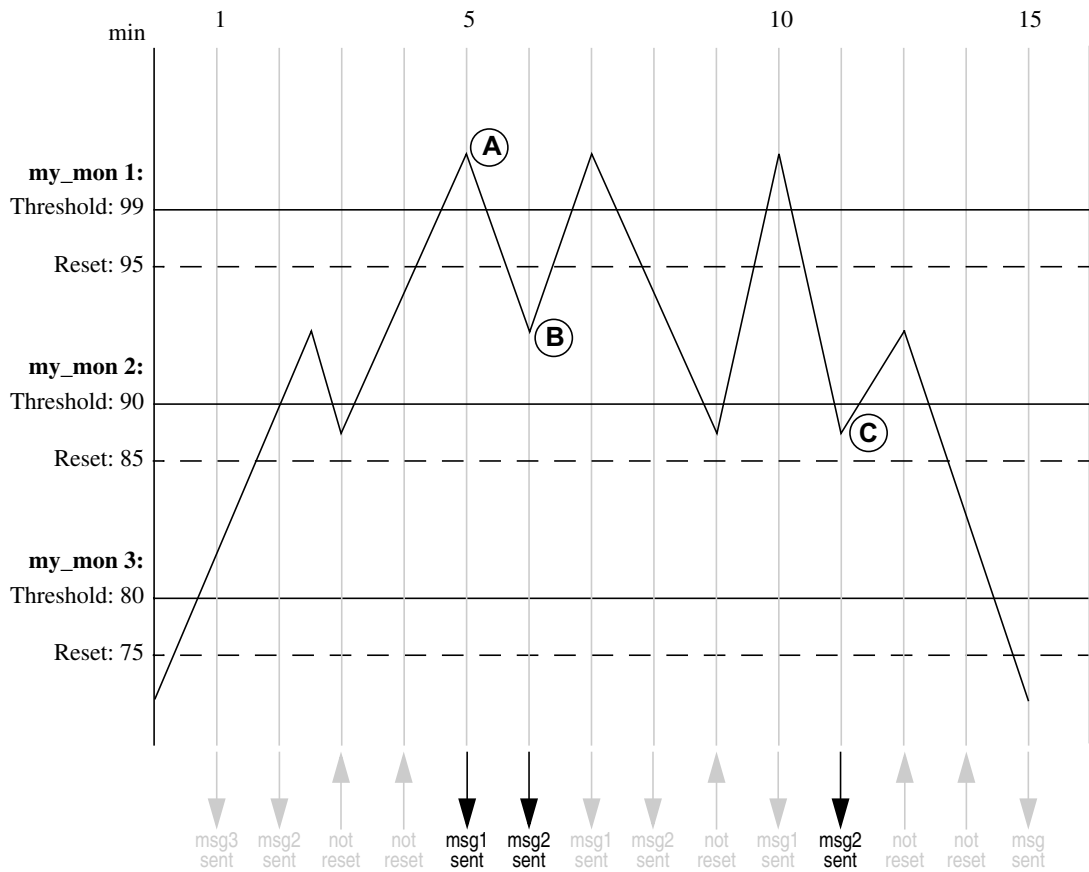 min 1 5 10 15
A
my_mon 1:
Threshold: 99
Reset: 95
B
my_mon 2:
Threshold: 90
C
Reset: 85
my_mon 3:
Threshold: 80
Reset: 75
msg3 msg2 not not msg1 msg2 msg1 msg2 not msg1 msg2 not not msg
sent sent reset reset sent sent sent sent reset sent sent reset reset sent